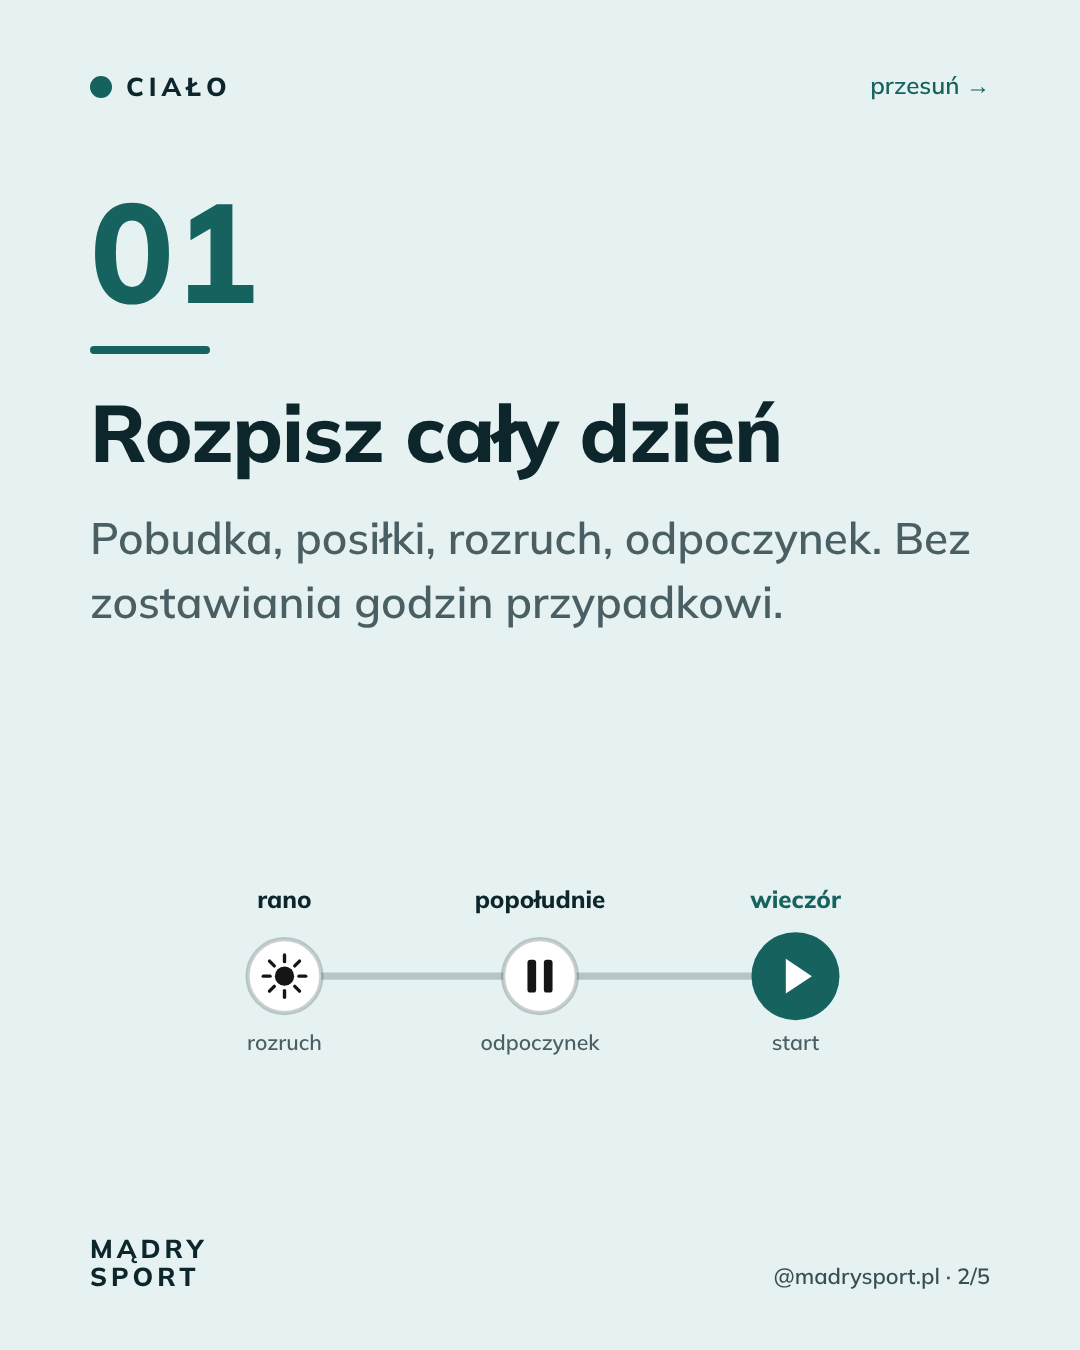 CIAŁO
przesuń →
01
Rozpisz cały dzień
Pobudka, posiłki, rozruch, odpoczynek. Bez
zostawiania godzin przypadkowi.
rano
popołudnie
wieczór
rozruch
odpoczynek
start
MĄDRY
SPORT
@madrysport.pl · 2/5